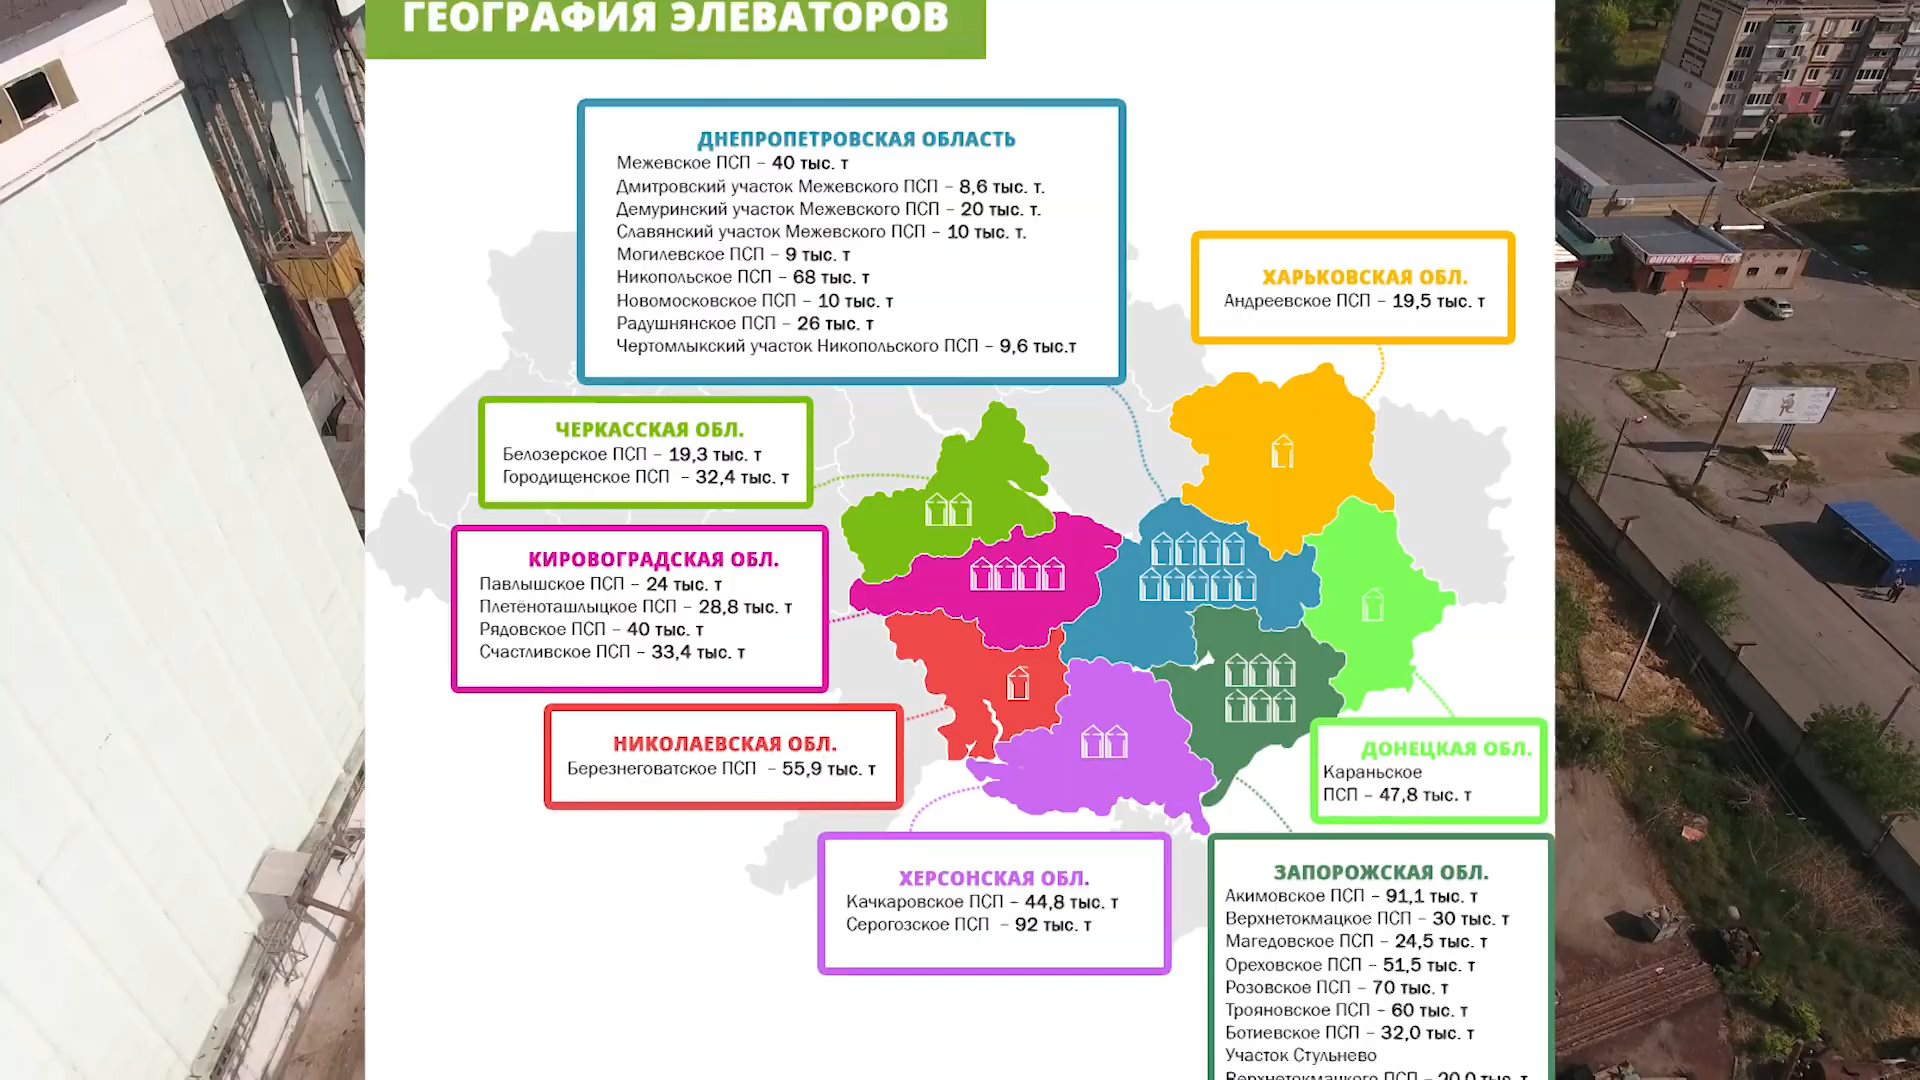 ГЕОГРАФИЯ ЭЛЕВАТОРОВ
ДНЕПРОПЕТРОВСКАЯ ОБЛАСТЬ
Межевское ПСП – 40 тыс. т
Дмитровский участок Межевского ПСП – 8,6 тыс. т.
Демуринский участок Межевского ПСП – 20 тыс. т.
Славянский участок Межевского ПСП – 10 тыс. т.
Могилевское ПСП – 9 тыс. т
Никопольское ПСП – 68 тыс. т
Новомосковское ПСП – 10 тыс. т
Радушнянское ПСП – 26 тыс. т
Чертомлыкский участок Никопольского ПСП – 9,6 тыс.т
ХАРЬКОВСКАЯ ОБЛ.
Андреевское ПСП – 19,5 тыс. т
ЧЕРКАССКАЯ ОБЛ.
Белозерское ПСП – 19,3 тыс. т
Городищенское ПСП – 32,4 тыс. т
КИРОВОГРАДСКАЯ ОБЛ.
Павлышское ПСП – 24 тыс. т
Плетёноташлыцкое ПСП – 28,8 тыс. т
Рядовское ПСП – 40 тыс. т
Счастливское ПСП – 33,4 тыс. т
НИКОЛАЕВСКАЯ ОБЛ.
Березнеговатское ПСП – 55,9 тыс. т
ДОНЕЦКАЯ ОБЛ.
Караньское
ПСП – 47,8 тыс. т
ХЕРСОНСКАЯ ОБЛ.
Качкаровское ПСП – 44,8 тыс. т
Серогозское ПСП – 92 тыс. т
ЗАПОРОЖСКАЯ ОБЛ.
Акимовское ПСП – 91,1 тыс. т
Верхнетокмацкое ПСП – 30 тыс. т
Магедовское ПСП – 24,5 тыс. т
Ореховское ПСП – 51,5 тыс. т
Розовское ПСП – 70 тыс. т
Трояновское ПСП – 60 тыс. т
Ботиевское ПСП – 32,0 тыс. т
Участок Стульнево
Верхнетокмацкого ПСП – 20,0 тыс. т
ОПТОВИК